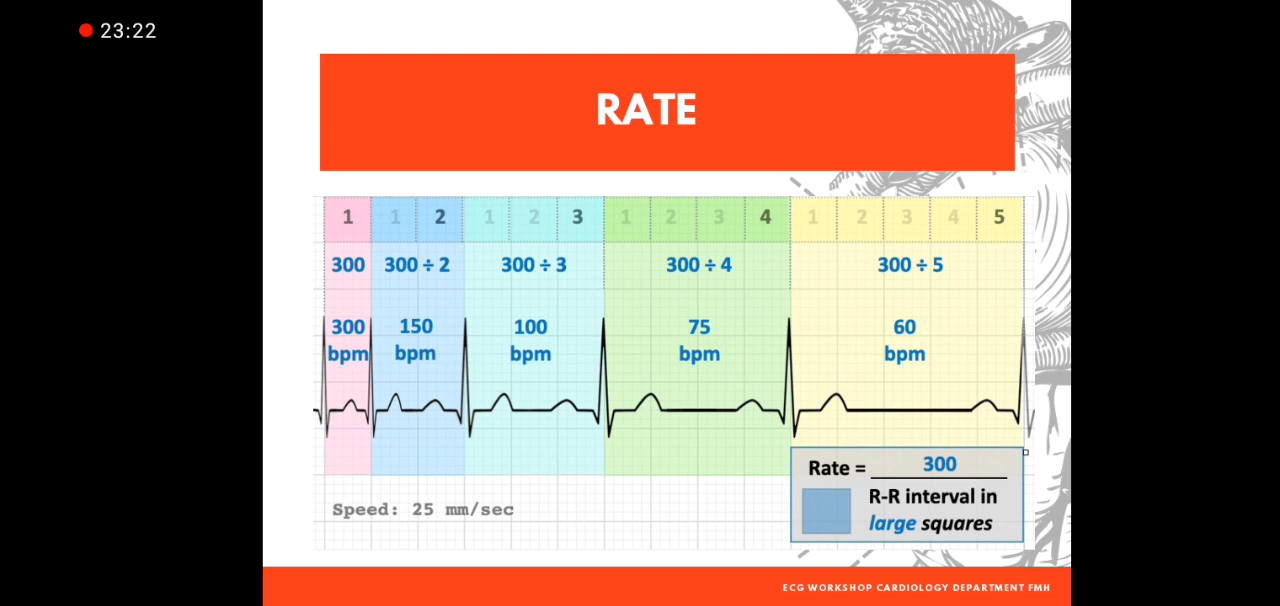 23:22
RATE
1 1 2 1 2 3 1 2 3 4 1 2 3 4 5
300 300 ÷ 2 300 ÷ 3 300 ÷ 4 300 ÷ 5
300 150 100 75 60
bpm bpm bpm bpm bpm
Rate = 300
R-R interval in
large squares
Speed: 25 mm/sec
ECG WORKSHOP CARDIOLOGY DEPARTMENT FMH